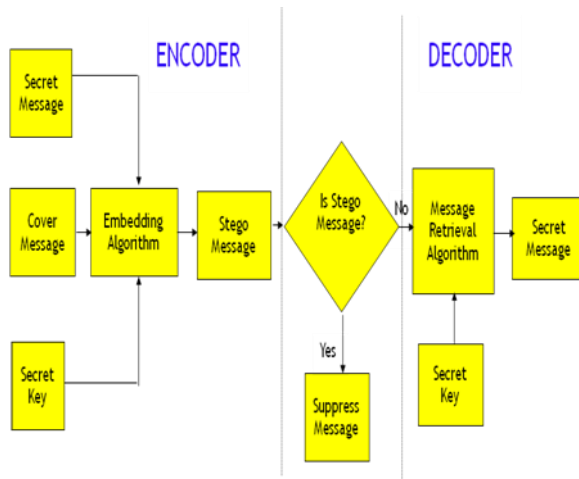 ENCODER
DECODER
Secret
Message
Cover
Message
Embedding
Algorithm
Stego
Message
Secret
Key
Is Stego
Message?
No
Yes
Suppress
Message
Message
Retrieval
Algorithm
Secret
Message
Secret
Key